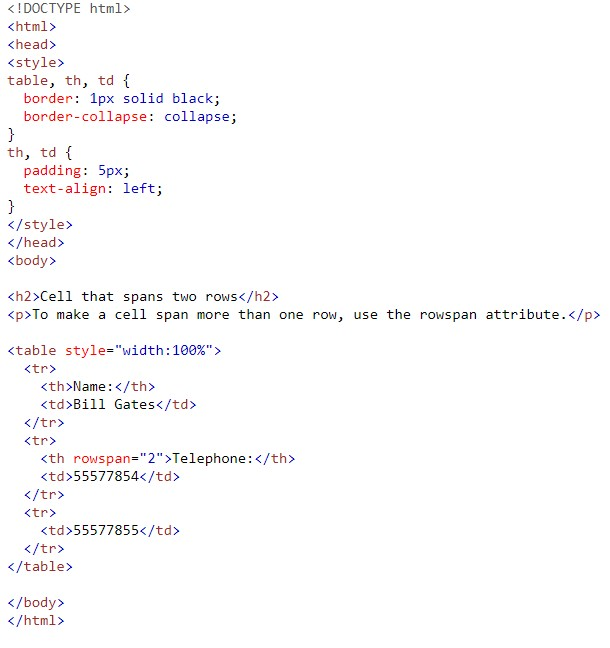 <!DOCTYPE html>
<html>
<head>
<style>
table, th, td {
  border: 1px solid black;
  border-collapse: collapse;
}
th, td {
  padding: 5px;
  text-align: left;
}
</style>
</head>
<body>

<h2>Cell that spans two rows</h2>
<p>To make a cell span more than one row, use the rowspan attribute.</p>

<table style="width:100%">
  <tr>
    <th>Name:</th>
    <td>Bill Gates</td>
  </tr>
  <tr>
    <th rowspan="2">Telephone:</th>
    <td>55577854</td>
  </tr>
  <tr>
    <td>55577855</td>
  </tr>
</table>

</body>
</html>